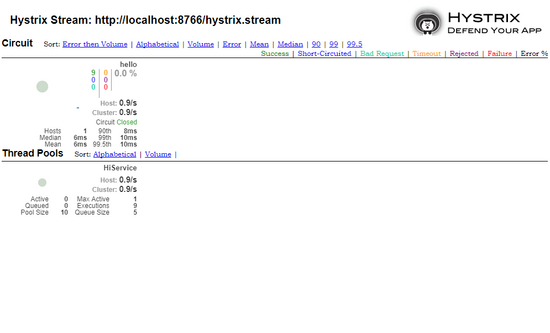 Hystrix Stream: http://localhost:8766/hystrix.stream
HYSTRIX
DEFEND YOUR APP
Circuit Sort: Error then Volume | Alphabetical | Volume | Error | Mean | Median | 90 | 99 | 99.5
Success | Short-Circuited | Bad Request | Timeout | Rejected | Failure | Error %
hello
9 0 0.0 %
0 0
0 0
Host: 0.9/s
Cluster: 0.9/s
Circuit Closed
Hosts 1 90th 8ms
Median 6ms 99th 10ms
Mean 6ms 99.5th 10ms
Thread Pools Sort: Alphabetical | Volume |
HiService
Host: 0.9/s
Cluster: 0.9/s
Active 0 Max Active 1
Queued 0 Executions 9
Pool Size 10 Queue Size 5